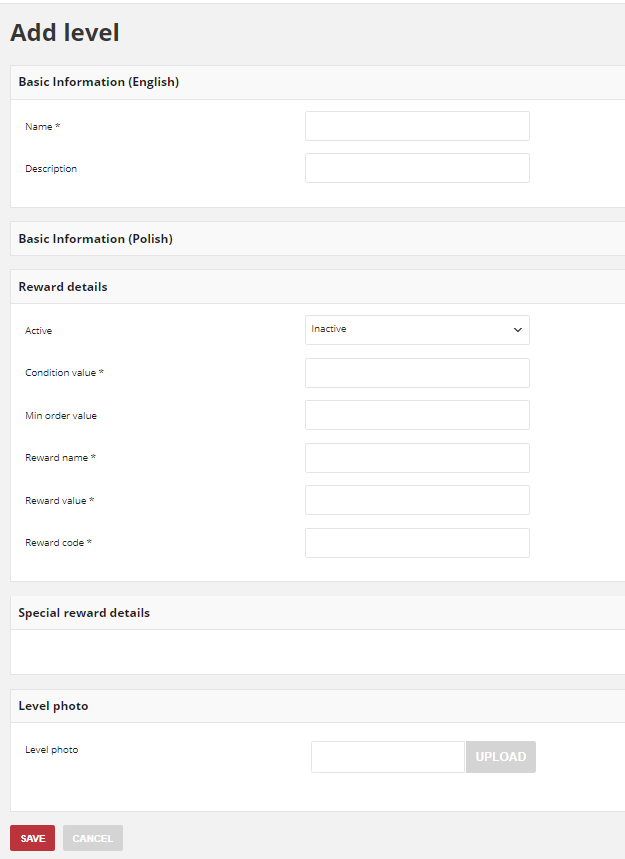 Add level
Basic Information (English)
Name *
Description
Basic Information (Polish)
Reward details
Active Inactive
Condition value *
Min order value
Reward name *
Reward value *
Reward code *
Special reward details
Level photo
Level photo UPLOAD
SAVE CANCEL